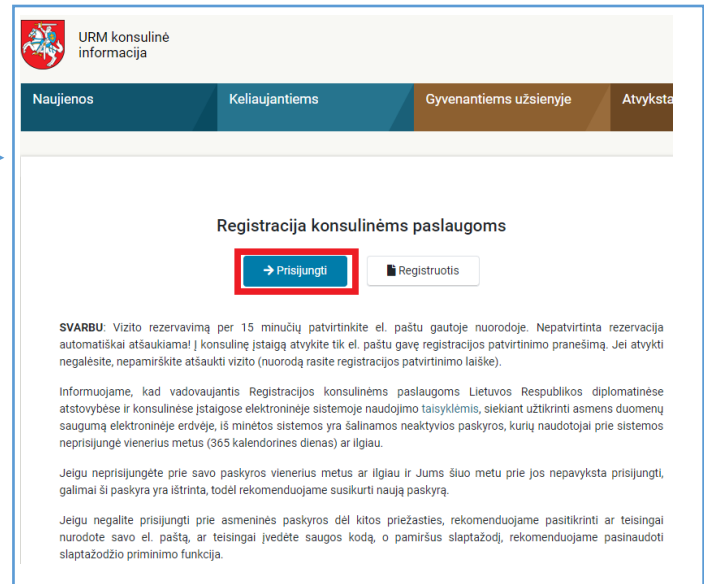 URM konsulinė
informacija
Naujienos
Keliaujantiems
Gyvenantiems užsienyje
Atvyksta
Registracija konsulinėms paslaugoms
Prisijungti
Registruotis
SVARBU: Vizito rezervavimą per 15 minučių patvirtinkite el. paštu gautoje nuorodoje. Nepatvirtinta rezervacija
automatiškai atšaukiama! Į konsulinę įstaigą atvykite tik el. paštu gavę registracijos patvirtinimo pranešimą. Jei atvykti
negalėsite, nepamirškite atšaukti vizito (nuorodą rasite registracijos patvirtinimo laiške).
Informuojame, kad vadovaujantis Registracijos konsulinėms paslaugoms Lietuvos Respublikos diplomatinėse
atstovybėse ir konsulinėse įstaigose elektroninėje sistemoje naudojimo taisyklėmis, siekiant užtikrinti asmens duomenų
saugumą elektroninėje erdvėje, iš minėtos sistemos yra šalinamos neaktyvios paskyros, kurių naudotojai prie sistemos
neprisijungė vienerius metus (365 kalendorines dienas) ar ilgiau.
Jeigu neprisijungėte prie savo paskyros vienerius metus ar ilgiau ir Jums šiuo metu prie jos nepavyksta prisijungti,
galimai ši paskyra yra ištrinta, todėl rekomenduojame susikurti naują paskyrą.
Jeigu negalite prisijungti prie asmeninės paskyros dėl kitos priežasties, rekomenduojame pasitikrinti ar teisingai
nurodote savo el. paštą, ar teisingai įvedėte saugos kodą, o pamiršus slaptažodį, rekomenduojame pasinaudoti
slaptažodžio priminimo funkcija.